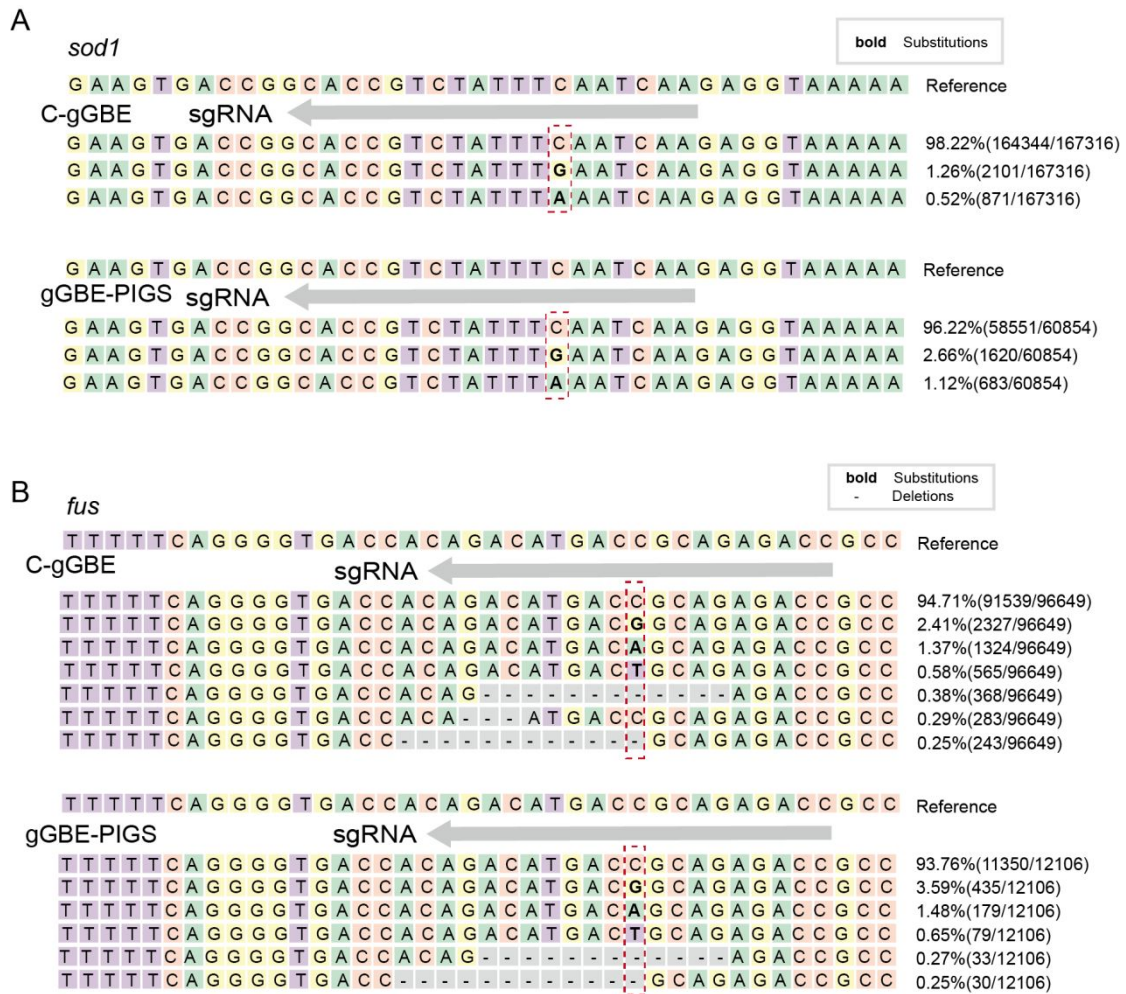 A
sod1
bold Substitutions
G A A G T G A C C G G C A C C G T C T A T T T C A A T C A A G A G G T A A A A A Reference
C-gGBE sgRNA
G A A G T G A C C G G C A C C G T C T A T T T C A A T C A A G A G G T A A A A A 98.22%(164344/167316)
G A A G T G A C C G G C A C C G T C T A T T T G A A T C A A G A G G T A A A A A 1.26%(2101/167316)
G A A G T G A C C G G C A C C G T C T A T T T A A A T C A A G A G G T A A A A A 0.52%(871/167316)
G A A G T G A C C G G C A C C G T C T A T T T C A A T C A A G A G G T A A A A A Reference
gGBE-PIGS sgRNA
G A A G T G A C C G G C A C C G T C T A T T T C A A T C A A G A G G T A A A A A 96.22%(58551/60854)
G A A G T G A C C G G C A C C G T C T A T T T G A A T C A A G A G G T A A A A A 2.66%(1620/60854)
G A A G T G A C C G G C A C C G T C T A T T T A A A T C A A G A G G T A A A A A 1.12%(683/60854)
B
fus
bold Substitutions
- Deletions
T T T T T C A G G G G T G A C C A C A G A C A T G A C C G C A G A G A C C G C C Reference
C-gGBE sgRNA
T T T T T C A G G G G T G A C C A C A G A C A T G A C C G C A G A G A C C G C C 94.71%(91539/96649)
T T T T T C A G G G G T G A C C A C A G A C A T G A C G G C A G A G A C C G C C 2.41%(2327/96649)
T T T T T C A G G G G T G A C C A C A G A C A T G A C A G C A G A G A C C G C C 1.37%(1324/96649)
T T T T T C A G G G G T G A C C A C A G A C A T G A C T G C A G A G A C C G C C 0.58%(565/96649)
T T T T T C A G G G G T G A C C A C A G - - - - - - - - - - - - A G A C C G C C 0.38%(368/96649)
T T T T T C A G G G G T G A C C A C A - - - A T G A C C G C A G A G A C C G C C 0.29%(283/96649)
T T T T T C A G G G G T G A C C - - - - - - - - - - - - G C A G A G A C C G C C 0.25%(243/96649)
T T T T T C A G G G G T G A C C A C A G A C A T G A C C G C A G A G A C C G C C Reference
gGBE-PIGS sgRNA
T T T T T C A G G G G T G A C C A C A G A C A T G A C C G C A G A G A C C G C C 93.76%(11350/12106)
T T T T T C A G G G G T G A C C A C A G A C A T G A C G G C A G A G A C C G C C 3.59%(435/12106)
T T T T T C A G G G G T G A C C A C A G A C A T G A C A G C A G A G A C C G C C 1.48%(179/12106)
T T T T T C A G G G G T G A C C A C A G A C A T G A C T G C A G A G A C C G C C 0.65%(79/12106)
T T T T T C A G G G G T G A C C A C A G - - - - - - - - - - - - A G A C C G C C 0.27%(33/12106)
T T T T T C A G G G G T G A C C - - - - - - - - - - - - G C A G A G A C C G C C 0.25%(30/12106)